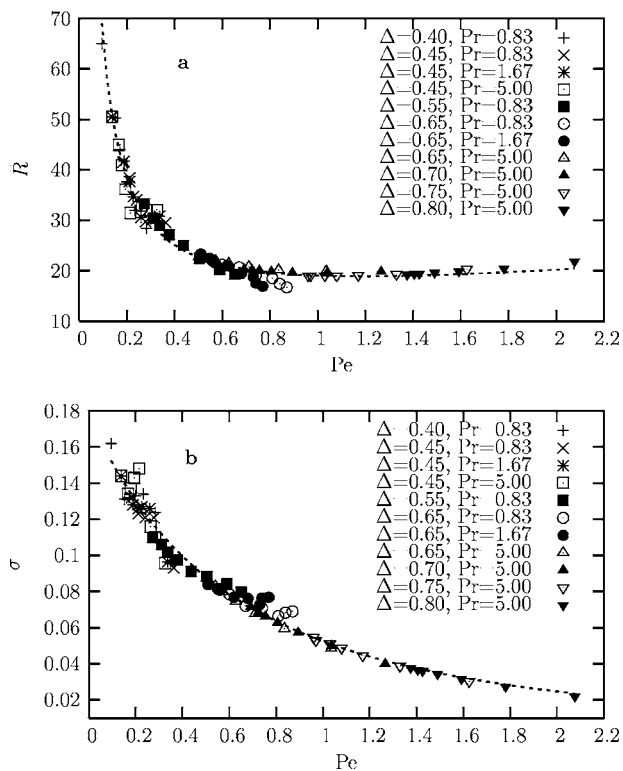 70
60
50
40
30
20
10
R
a
Δ=0.40, Pr=0.83
Δ=0.45, Pr=0.83
Δ=0.45, Pr=1.67
Δ=0.45, Pr=5.00
Δ=0.55, Pr=0.83
Δ=0.65, Pr=0.83
Δ=0.65, Pr=1.67
Δ=0.65, Pr=5.00
Δ=0.70, Pr=5.00
Δ=0.75, Pr=5.00
Δ=0.80, Pr=5.00
0 0.2 0.4 0.6 0.8 1 1.2 1.4 1.6 1.8 2 2.2
Pe
0.18
0.16
0.14
0.12
0.1
0.08
0.06
0.04
0.02
σ
b
Δ=0.40, Pr=0.83
Δ=0.45, Pr=0.83
Δ=0.45, Pr=1.67
Δ=0.45, Pr=5.00
Δ=0.55, Pr=0.83
Δ=0.65, Pr=0.83
Δ=0.65, Pr=1.67
Δ=0.65, Pr=5.00
Δ=0.70, Pr=5.00
Δ=0.75, Pr=5.00
Δ=0.80, Pr=5.00
0 0.2 0.4 0.6 0.8 1 1.2 1.4 1.6 1.8 2 2.2
Pe